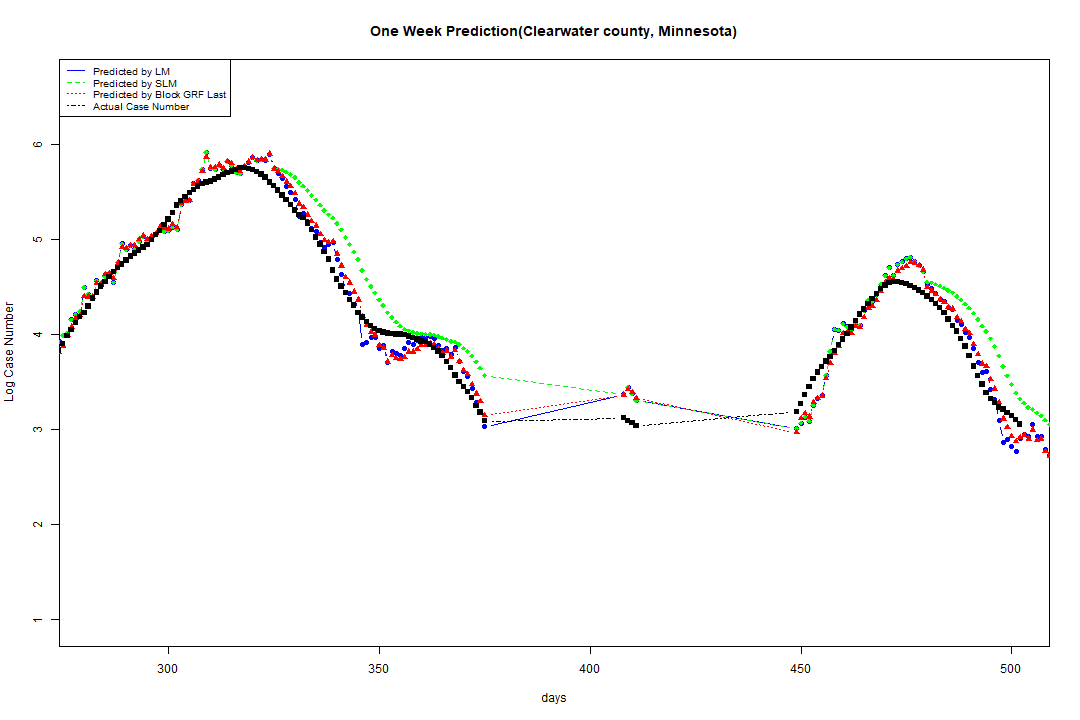 One Week Prediction(Clearwater county, Minnesota)
Predicted by LM
Predicted by SLM
Predicted by Block GRF Last
Actual Case Number
Log Case Number
6
5
4
3
2
1
300 350 400 450 500
days